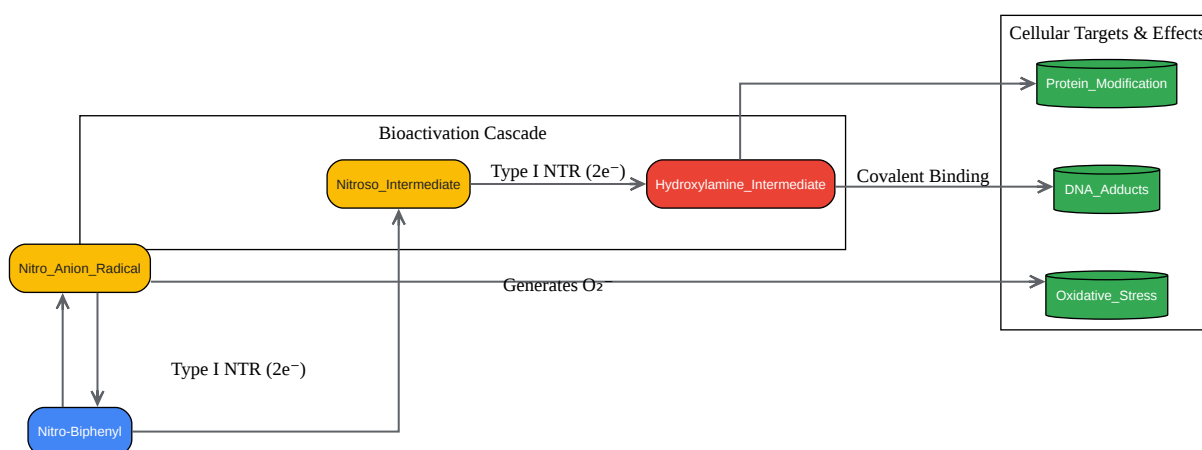 Cellular Targets & Effects
Protein_Modification
Bioactivation Cascade
Nitroso_Intermediate
Type I NTR (2e⁻)
Hydroxylamine_Intermediate
Covalent Binding
DNA_Adducts
Nitro_Anion_Radical
Generates O₂⁻
Oxidative_Stress
Type I NTR (2e⁻)
Nitro-Biphenyl